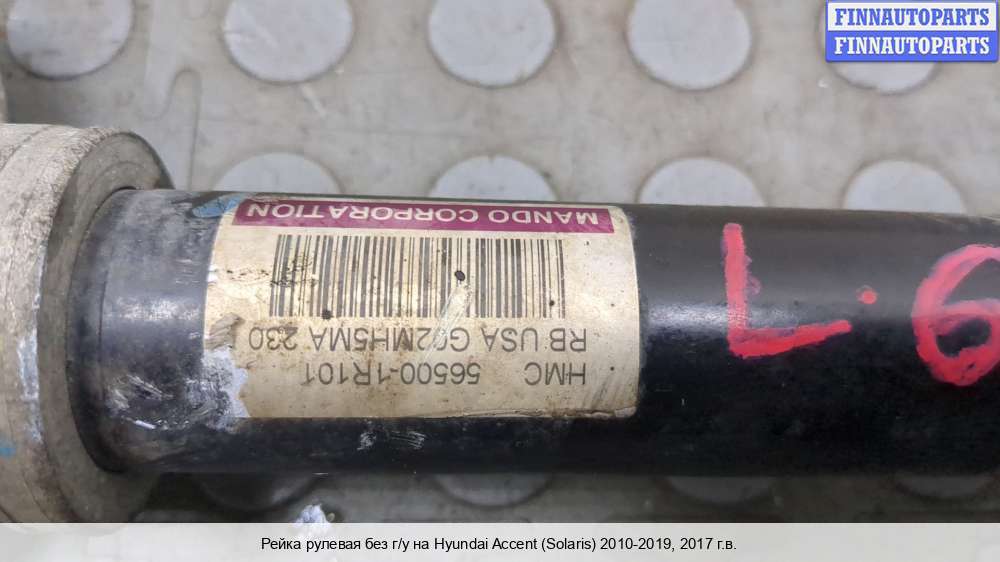 FINNAUTOPARTS
FINNAUTOPARTS
MANDO CORPORATION
RB USA G02MH5MA 230
HMC 56500-1R101
L.6
Рейка рулевая без г/у на Hyundai Accent (Solaris) 2010-2019, 2017 г.в.